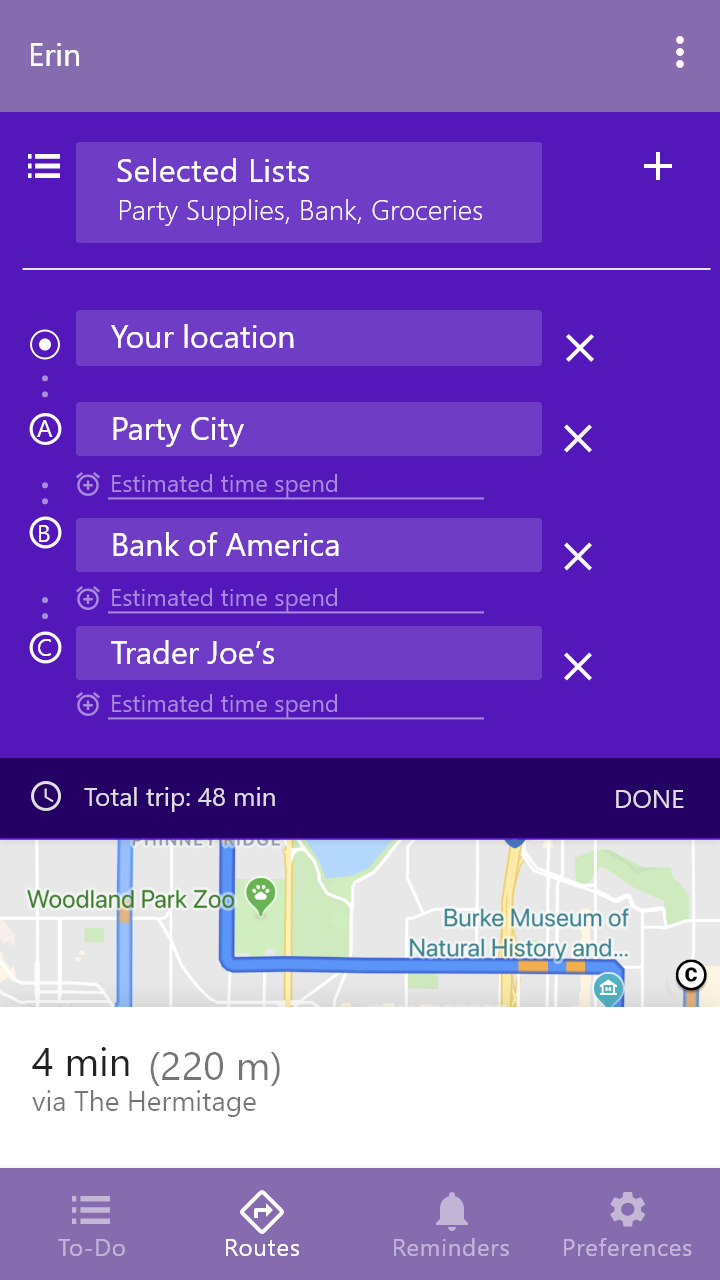 Erin
Selected Lists
Party Supplies, Bank, Groceries
Your location
A
Party City
Estimated time spend
B
Bank of America
Estimated time spend
C
Trader Joe’s
Estimated time spend
Total trip: 48 min
DONE
PHINNEY RIDGE
Woodland Park Zoo
Burke Museum of
Natural History and...
C
4 min (220 m)
via The Hermitage
To-Do
Routes
Reminders
Preferences